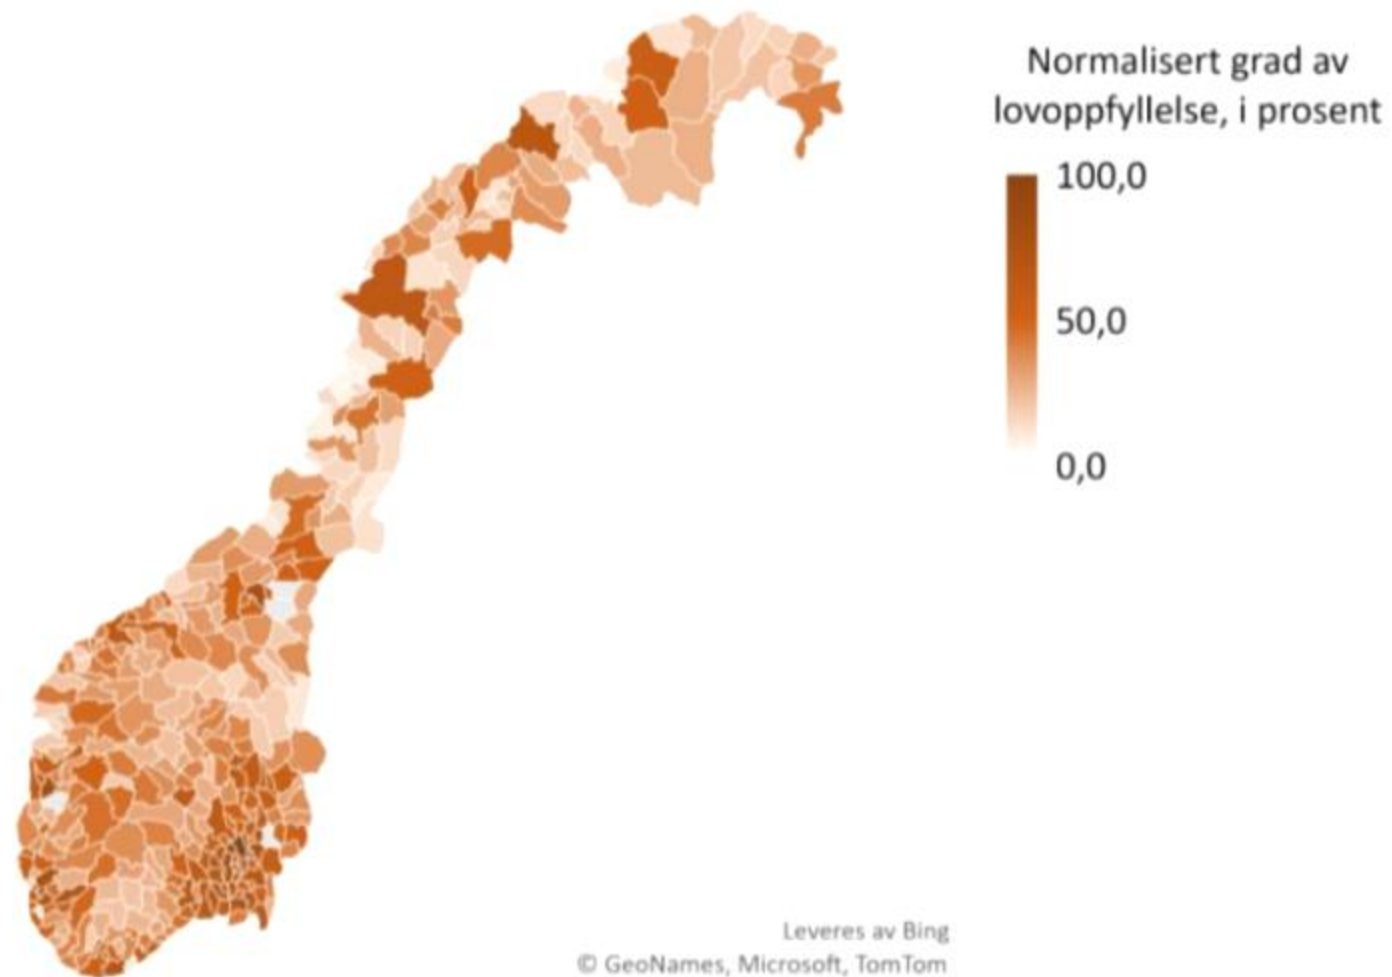 Normalisert grad av
lovoppfyllelse, i prosent
100,0
50,0
0,0
Leveres av Bing
© GeoNames, Microsoft, TomTom